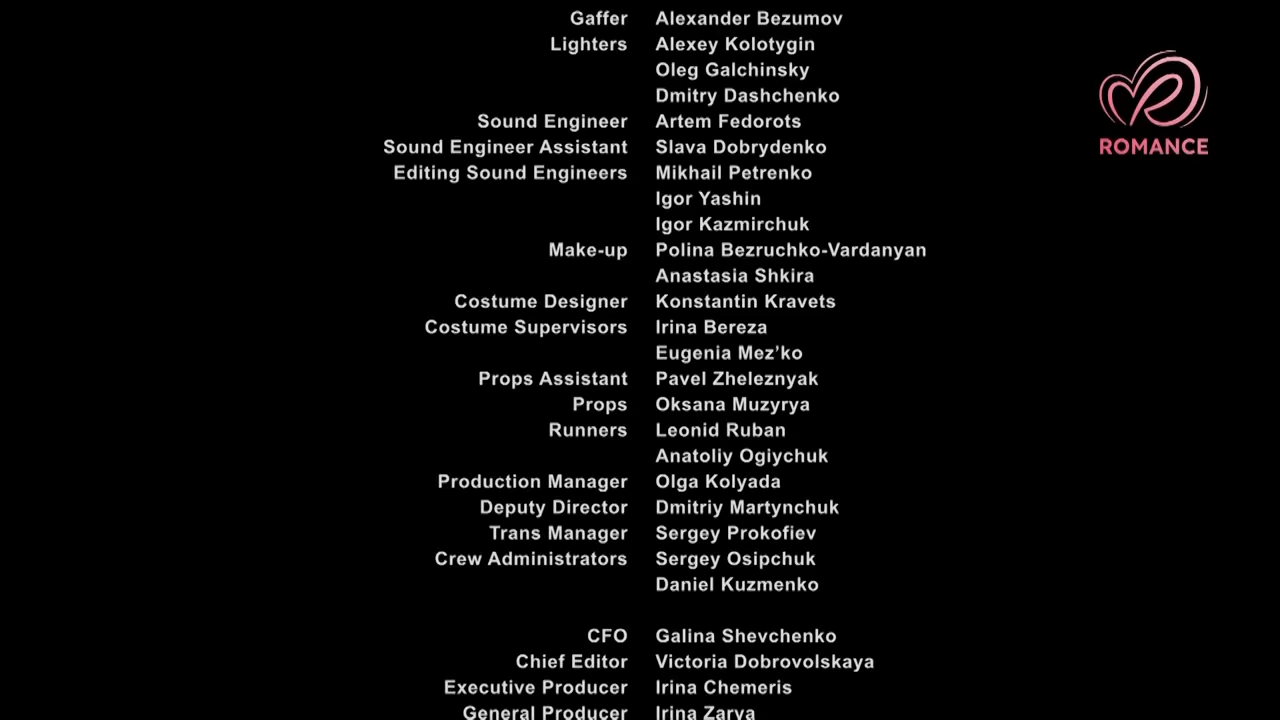 Gaffer Alexander Bezumov
Lighters Alexey Kolotygin
Oleg Galchinsky
Dmitry Dashchenko
Sound Engineer Artem Fedorots
Sound Engineer Assistant Slava Dobrydenko
Editing Sound Engineers Mikhail Petrenko
Igor Yashin
Igor Kazmirchuk
Make-up Polina Bezruchko-Vardanyan
Anastasia Shkira
Costume Designer Konstantin Kravets
Costume Supervisors Irina Bereza
Eugenia Mez’ko
Props Assistant Pavel Zheleznyak
Props Oksana Muzyrya
Runners Leonid Ruban
Anatoliy Ogiychuk
Production Manager Olga Kolyada
Deputy Director Dmitriy Martynchuk
Trans Manager Sergey Prokofiev
Crew Administrators Sergey Osipchuk
Daniel Kuzmenko
CFO Galina Shevchenko
Chief Editor Victoria Dobrovolskaya
Executive Producer Irina Chemeris
General Producer Irina Zarya
ROMANCE